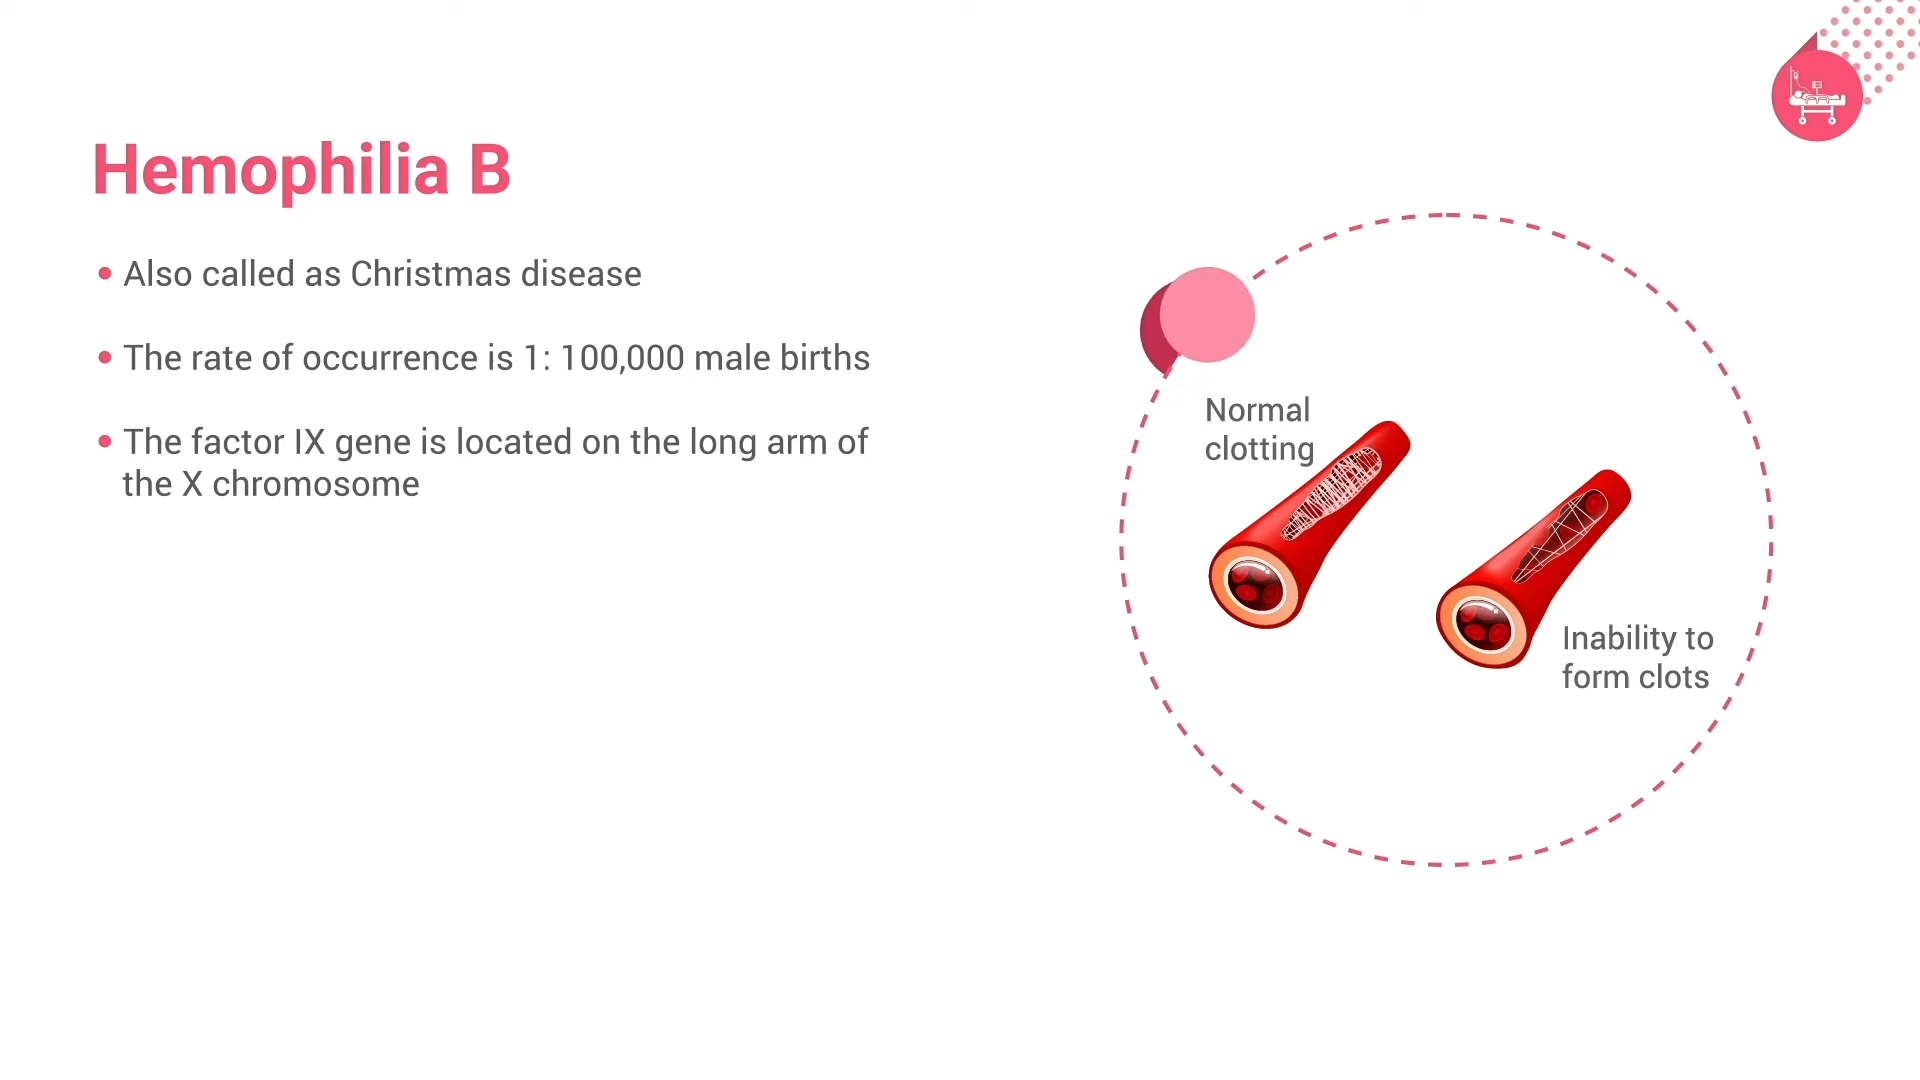 Hemophilia B
• Also called as Christmas disease
• The rate of occurrence is 1: 100,000 male births
• The factor IX gene is located on the long arm of
the X chromosome
Normal
clotting
Inability to
form clots